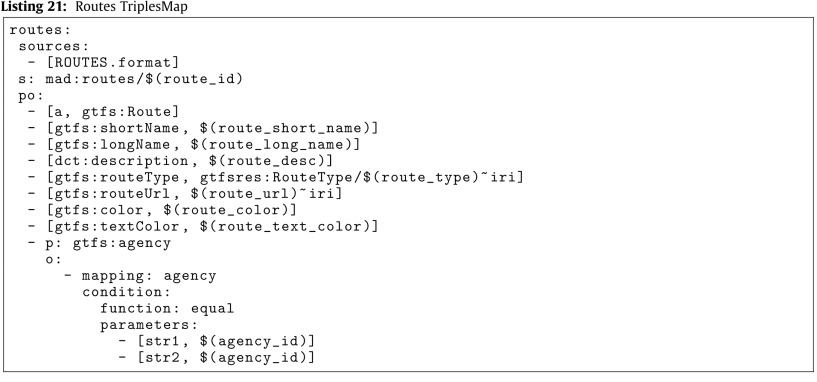 Listing 21: Routes TriplesMap
routes:
 sources:
  - [ROUTES.format]
 s: mad:routes/$(route_id)
 po:
  - [a, gtfs:Route]
  - [gtfs:shortName, $(route_short_name)]
  - [gtfs:longName, $(route_long_name)]
  - [dct:description, $(route_desc)]
  - [gtfs:routeType, gtfsres:RouteType/$(route_type)~iri]
  - [gtfs:routeUrl, $(route_url)~iri]
  - [gtfs:color, $(route_color)]
  - [gtfs:textColor, $(route_text_color)]
  - p: gtfs:agency
    o:
      - mapping: agency
        condition:
          function: equal
          parameters:
            - [str1, $(agency_id)]
            - [str2, $(agency_id)]